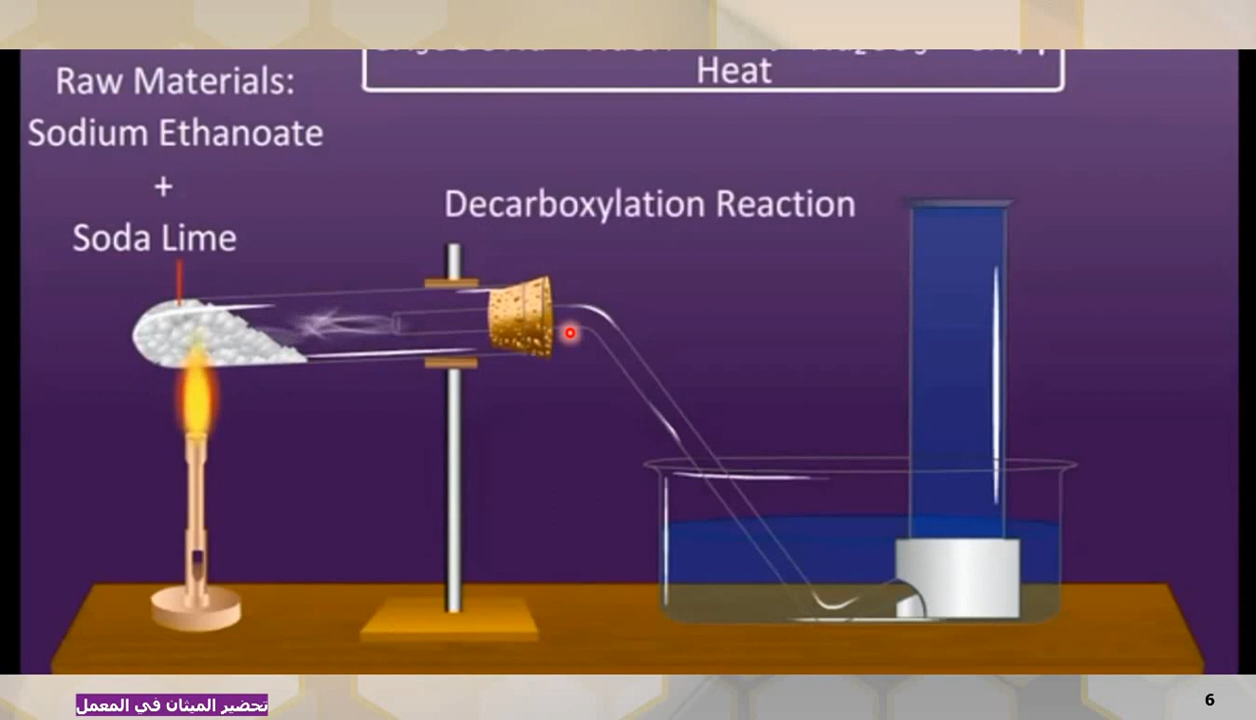 Heat
Raw Materials:
Sodium Ethanoate
+
Soda Lime
Decarboxylation Reaction
تحضير الميثان في المعمل
6